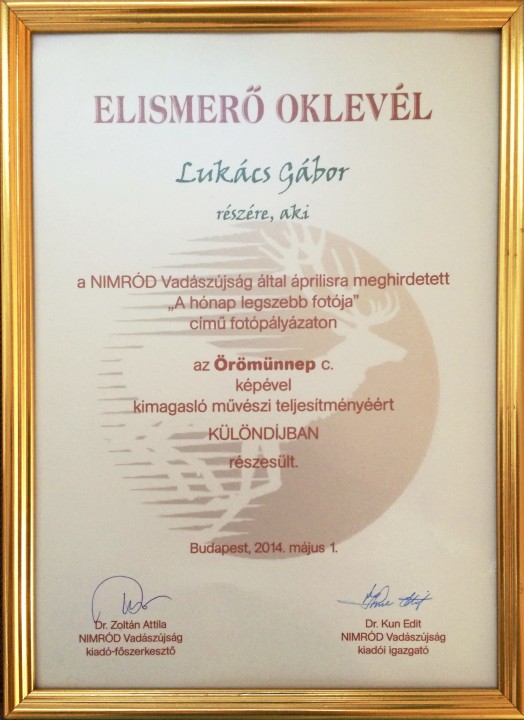 ELISMERŐ OKLEVÉL
Lukács Gábor
részére, aki
a NIMRÓD Vadászújság által áprilisra meghirdetett
„A hónap legszebb fotója”
című fotópályázaton
az Örömünnep c.
képével
kimagasló művészi teljesítményéért
KÜLÖNDÍJBAN
részesült.
Budapest, 2014. május 1.
Dr. Zoltán Attila
NIMRÓD Vadászújság
kiadó-főszerkesztő
Dr. Kun Edit
NIMRÓD Vadászújság
kiadói igazgató